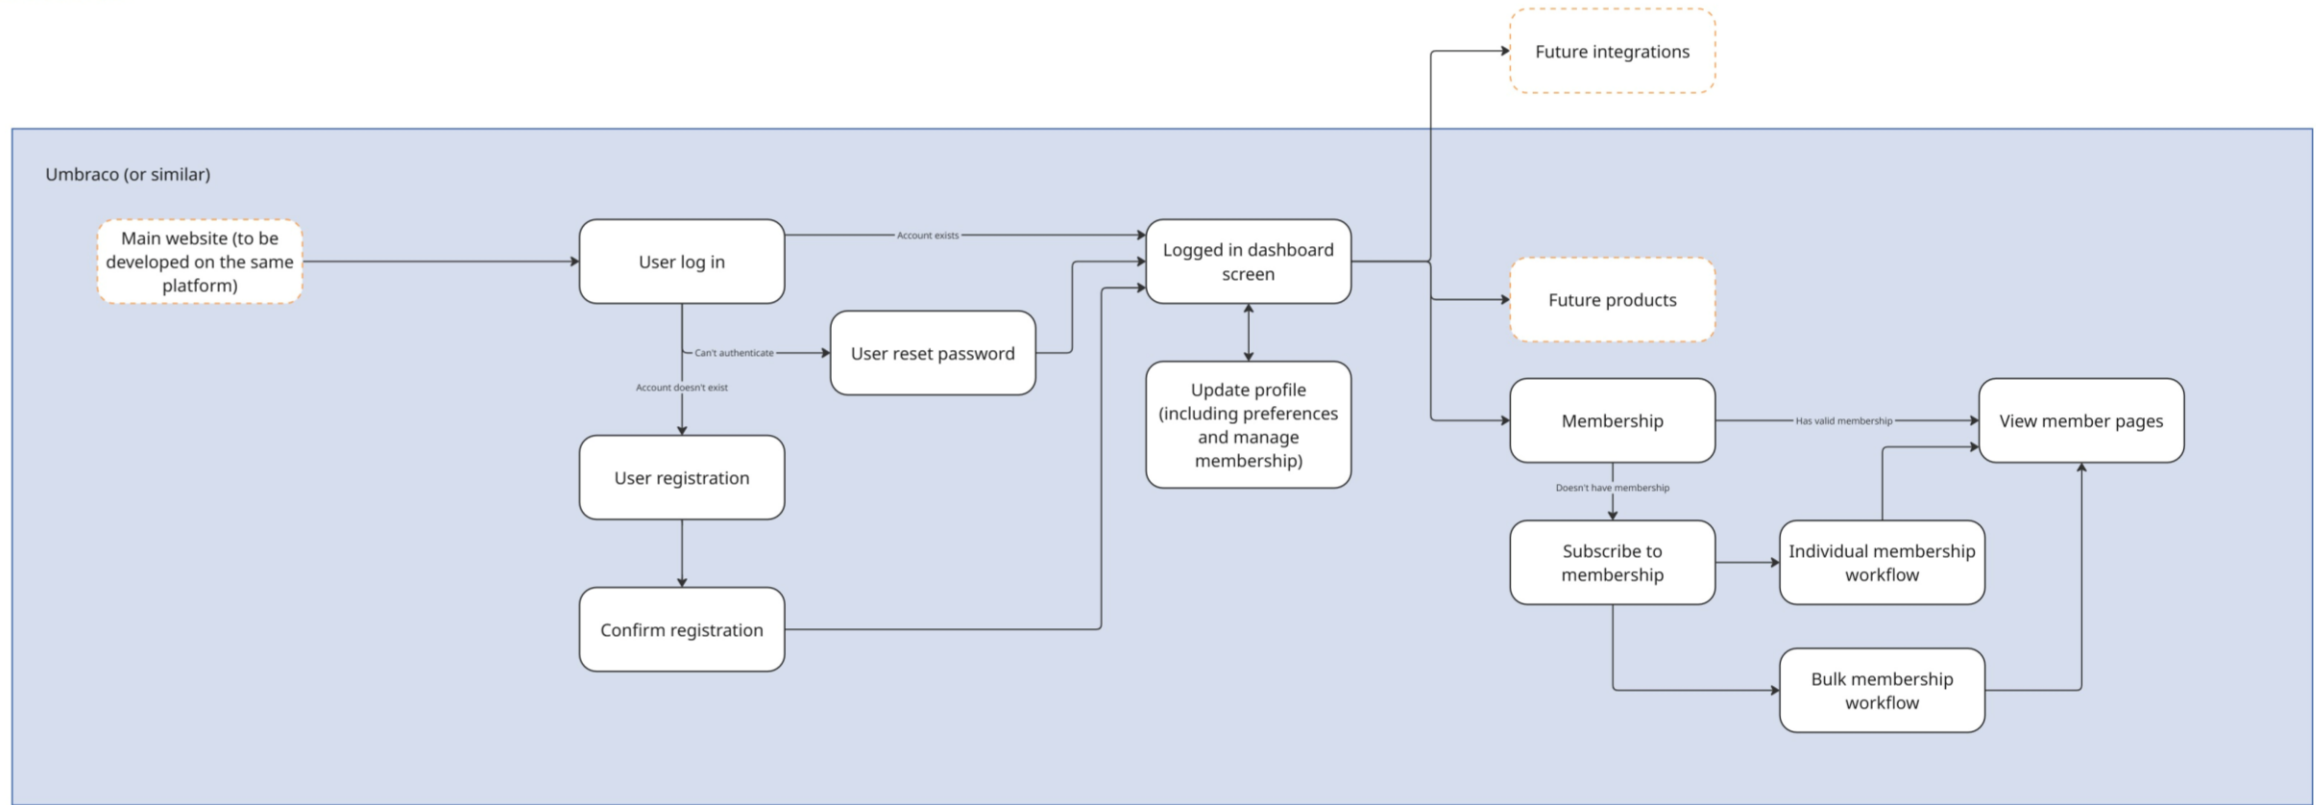 Future integrations
Umbraco (or similar)
Main website (to be
developed on the same
platform)
User log in
Account exists
Logged in dashboard
screen
Future products
Can't authenticate
User reset password
Account doesn't exist
Update profile
(including preferences
and manage
membership)
Membership
Has valid membership
View member pages
User registration
Doesn't have membership
Subscribe to
membership
Individual membership
workflow
Confirm registration
Bulk membership
workflow